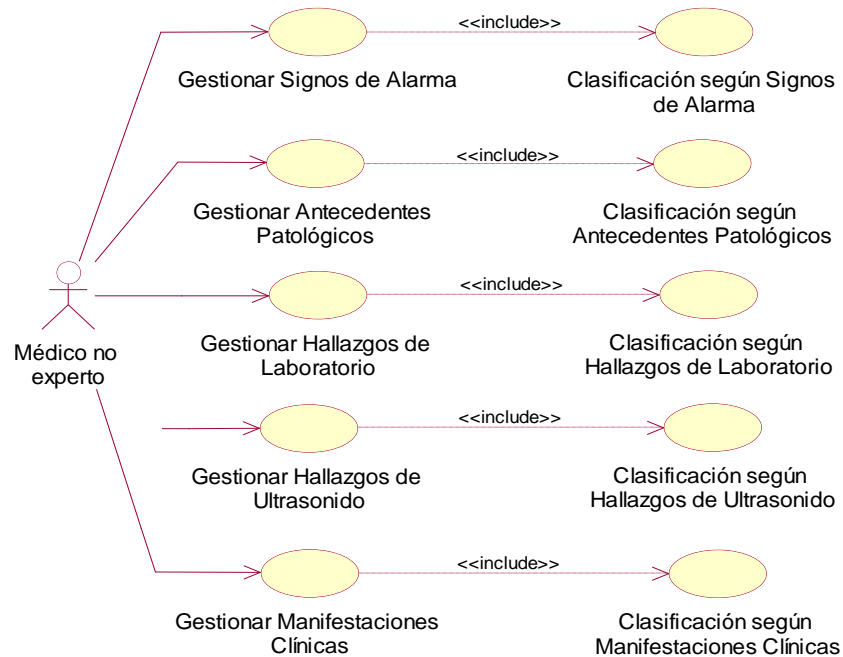 <<include>>
Gestionar Signos de Alarma
Clasificación según Signos
de Alarma
<<include>>
Gestionar Antecedentes
Patológicos
Clasificación según
Antecedentes Patológicos
<<include>>
Médico no
experto
Gestionar Hallazgos de
Laboratorio
Clasificación según
Hallazgos de Laboratorio
<<include>>
Gestionar Hallazgos de
Ultrasonido
Clasificación según
Hallazgos de Ultrasonido
<<include>>
Gestionar Manifestaciones
Clínicas
Clasificación según
Manifestaciones Clínicas